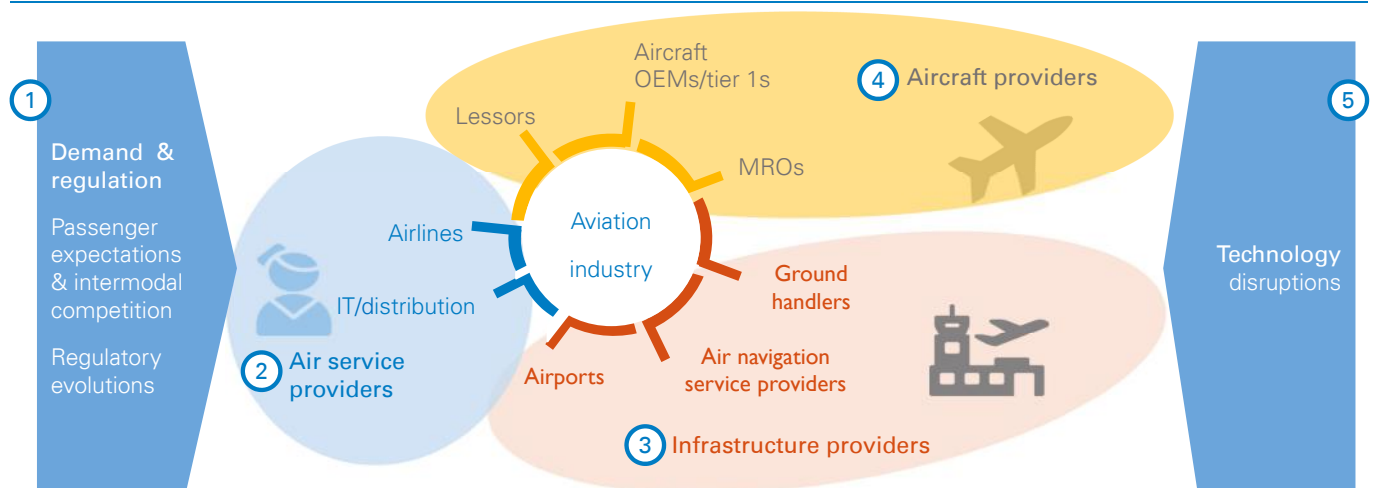 1
Demand &
regulation
Passenger
expectations
& intermodal
competition
Regulatory
evolutions
Airlines
IT/distribution
2
Air service
providers
Lessors
Aircraft
OEMs/tier 1s
MROs
4
Aircraft providers
Aviation
industry
Ground
handlers
Air navigation
service providers
Airports
3
Infrastructure providers
5
Technology
disruptions